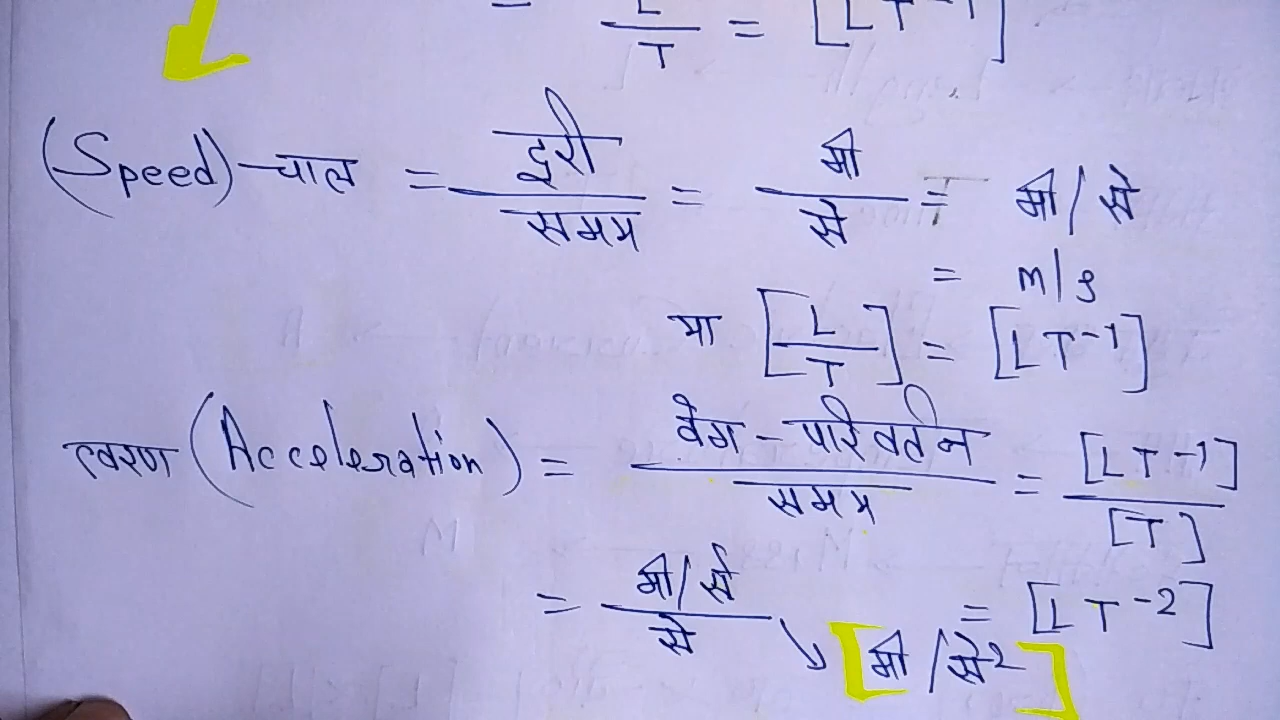 = L/T = [LT⁻¹]
(Speed)-चाल = दूरी/समय = मी/से = मी/से
= m/s
या [L/T] = [LT⁻¹]
त्वरण (Acceleration) = वेग-परिवर्तन/समय = [LT⁻¹]/[T]
= मी/से/से ↘ [मी/से²]
= [LT⁻²]